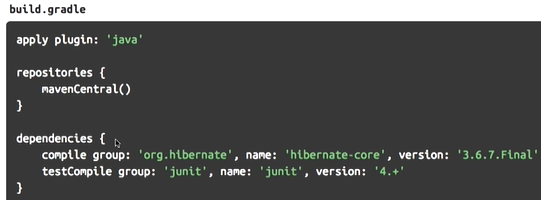 build.gradle
apply plugin: 'java'
repositories {
mavenCentral()
}
dependencies {
compile group: 'org.hibernate', name: 'hibernate-core', version: '3.6.7.Final'
testCompile group: 'junit', name: 'junit', version: '4.+'
}